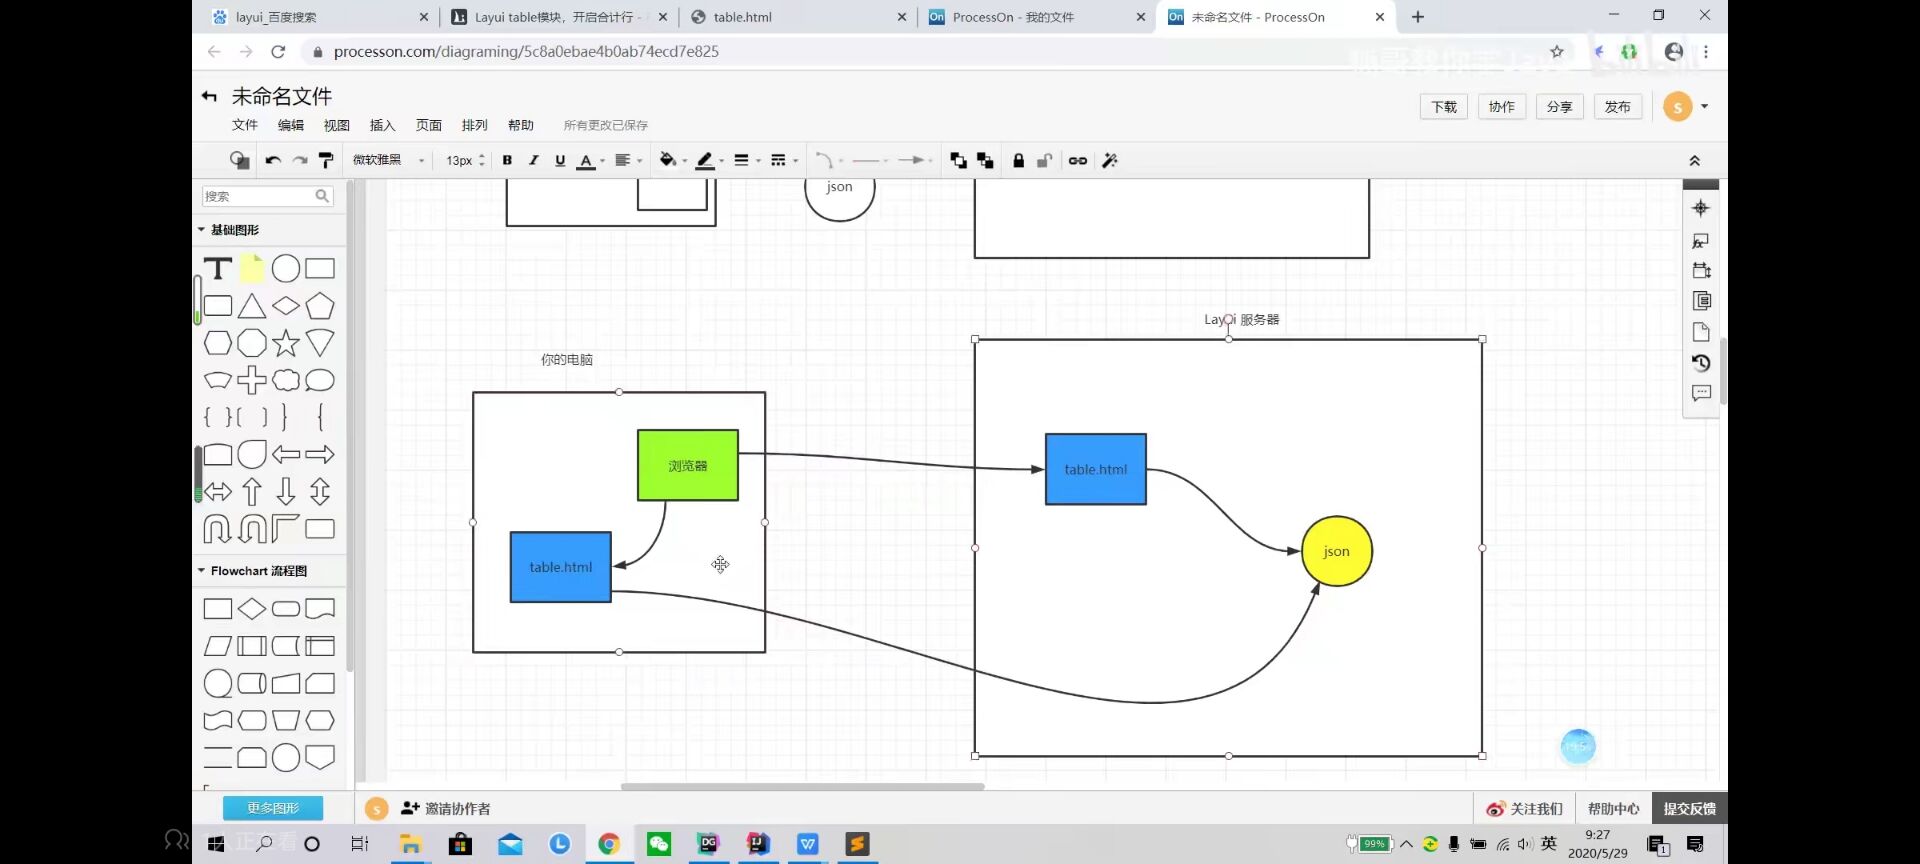 layui_百度搜索
Layui table模块，开启合计行 -
table.html
ProcessOn - 我的文件
未命名文件 - ProcessOn
processon.com/diagraming/5c8a0ebae4b0ab74ecd7e825
未命名文件
下载
协作
分享
发布
S
文件
编辑
视图
插入
页面
排列
帮助
所有更改已保存
微软雅黑
13px
B
I
U
A
搜索
基础图形
T
json
Layui 服务器
你的电脑
浏览器
table.html
table.html
json
Flowchart 流程图
更多图形
S
邀请协作者
关注我们
帮助中心
提交反馈
人正在看
99%
英
9:27
2020/5/29